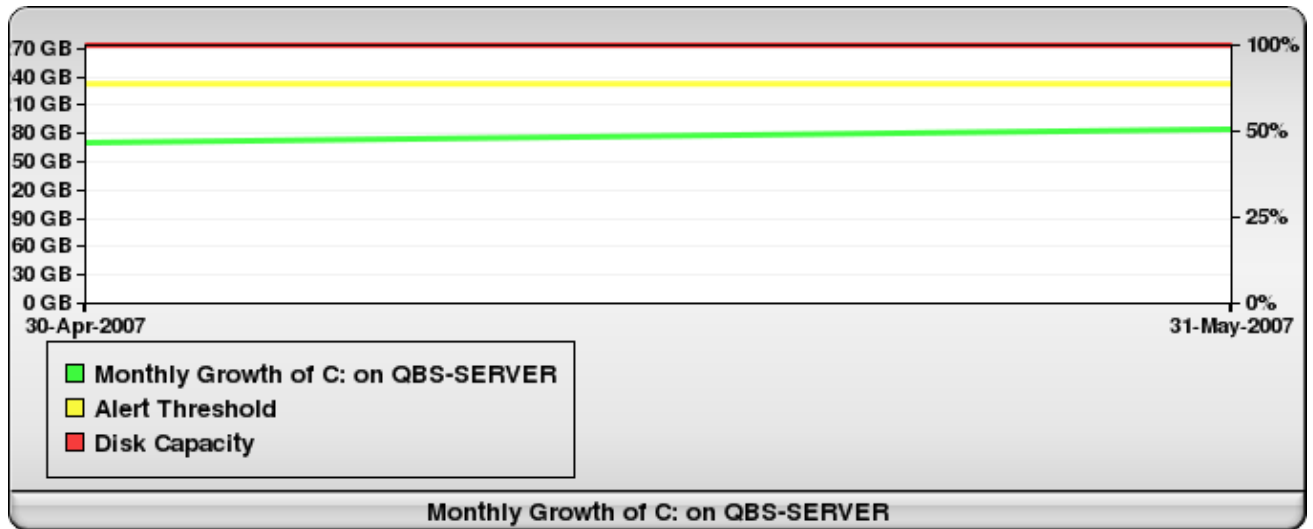 70 GB
100%
40 GB
10 GB
80 GB
50%
50 GB
20 GB
90 GB
25%
60 GB
30 GB
0 GB
0%
30-Apr-2007
31-May-2007
Monthly Growth of C: on QBS-SERVER
Alert Threshold
Disk Capacity
Monthly Growth of C: on QBS-SERVER